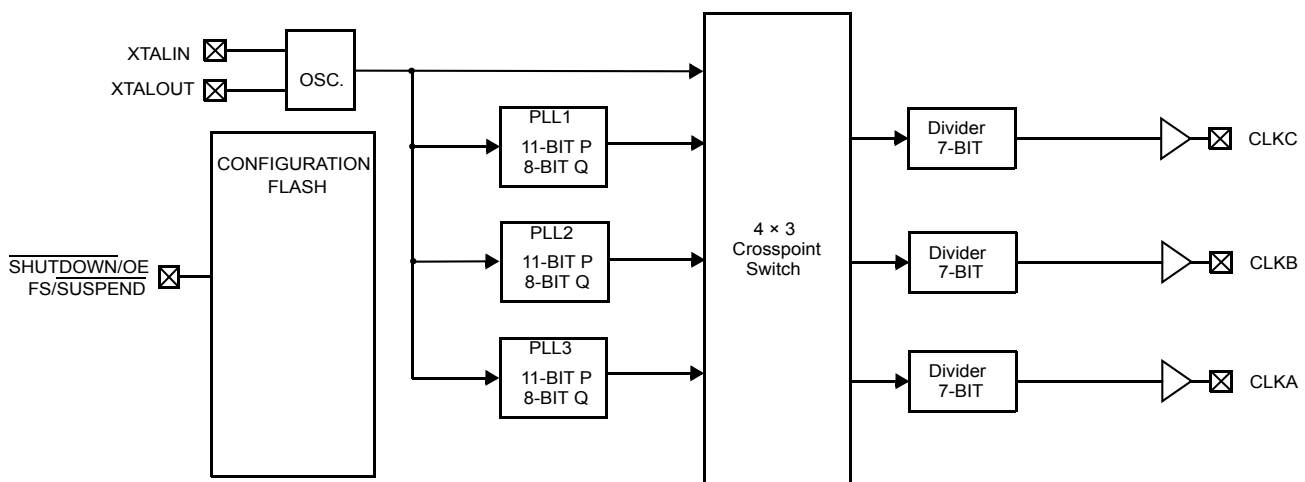 XTALIN
XTALOUT
OSC.
CONFIGURATION
FLASH
SHUTDOWN/OE
FS/SUSPEND
PLL1
11-BIT P
8-BIT Q
PLL2
11-BIT P
8-BIT Q
PLL3
11-BIT P
8-BIT Q
4 × 3
Crosspoint
Switch
Divider
7-BIT
CLKC
Divider
7-BIT
CLKB
Divider
7-BIT
CLKA